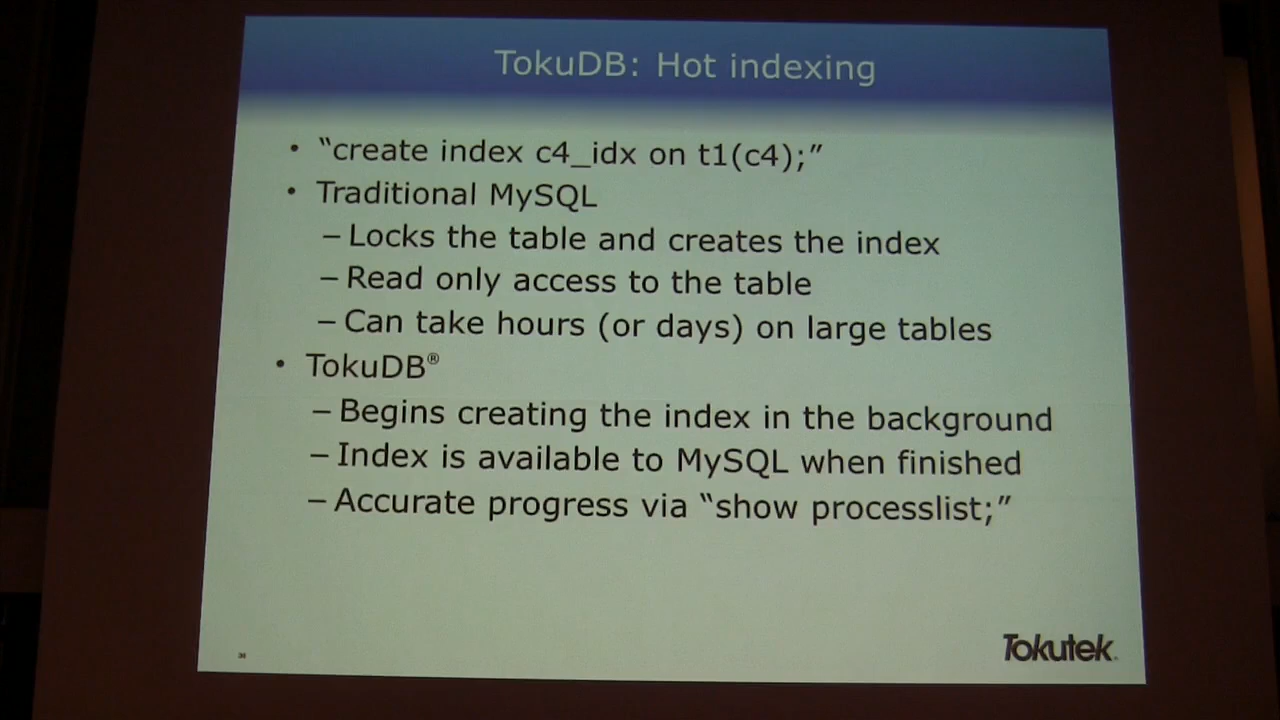 TokuDB: Hot indexing
• “create index c4_idx on t1(c4);”
• Traditional MySQL
– Locks the table and creates the index
– Read only access to the table
– Can take hours (or days) on large tables
• TokuDB®
– Begins creating the index in the background
– Index is available to MySQL when finished
– Accurate progress via “show processlist;”
Tokutek